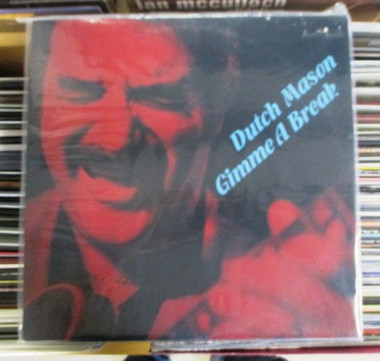 Ian mcculloch
Dutch Mason
Gimme A Break